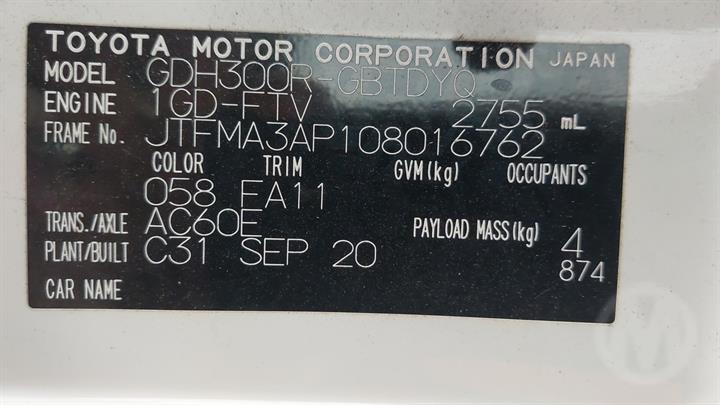 TOYOTA MOTOR CORPORATION JAPAN
MODEL GDH300R-GBTDYQ
ENGINE 1GD-FTV 2755 mL
FRAME No. JTFMA3AP108016762
COLOR TRIM GVM(kg) OCCUPANTS
058 FA11
TRANS./AXLE AC60E PAYLOAD MASS(kg) 4
PLANT/BUILT C31 SEP 20 874
CAR NAME
M